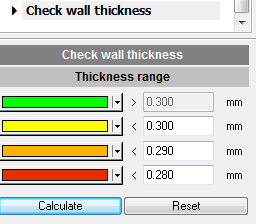 Check wall thickness
Check wall thickness
Thickness range
> 0.300 mm
< 0.300 mm
< 0.290 mm
< 0.280 mm
Calculate Reset